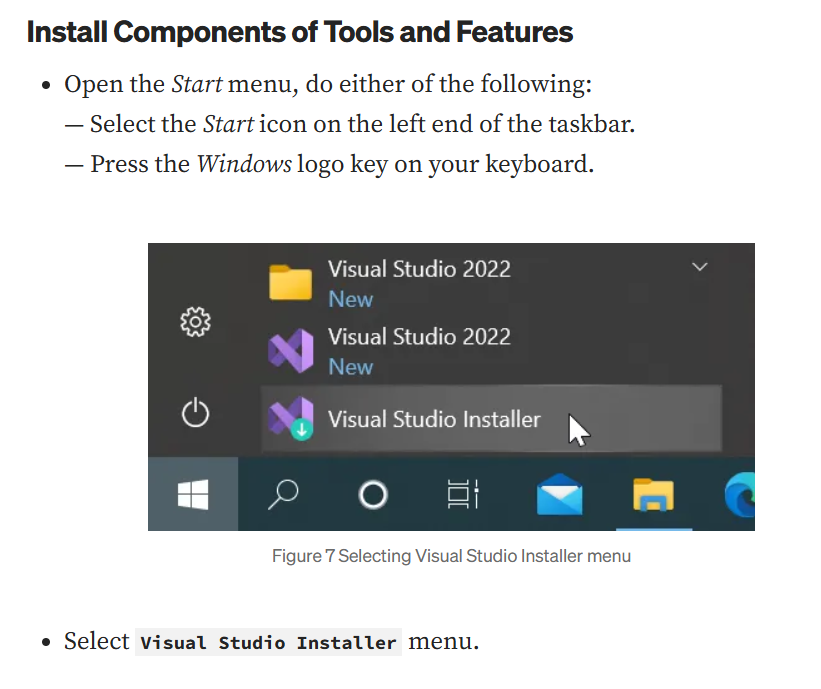 Install Components of Tools and Features
• Open the Start menu, do either of the following:
— Select the Start icon on the left end of the taskbar.
— Press the Windows logo key on your keyboard.
Visual Studio 2022
New
Visual Studio 2022
New
Visual Studio Installer
Figure 7 Selecting Visual Studio Installer menu
• Select Visual Studio Installer menu.